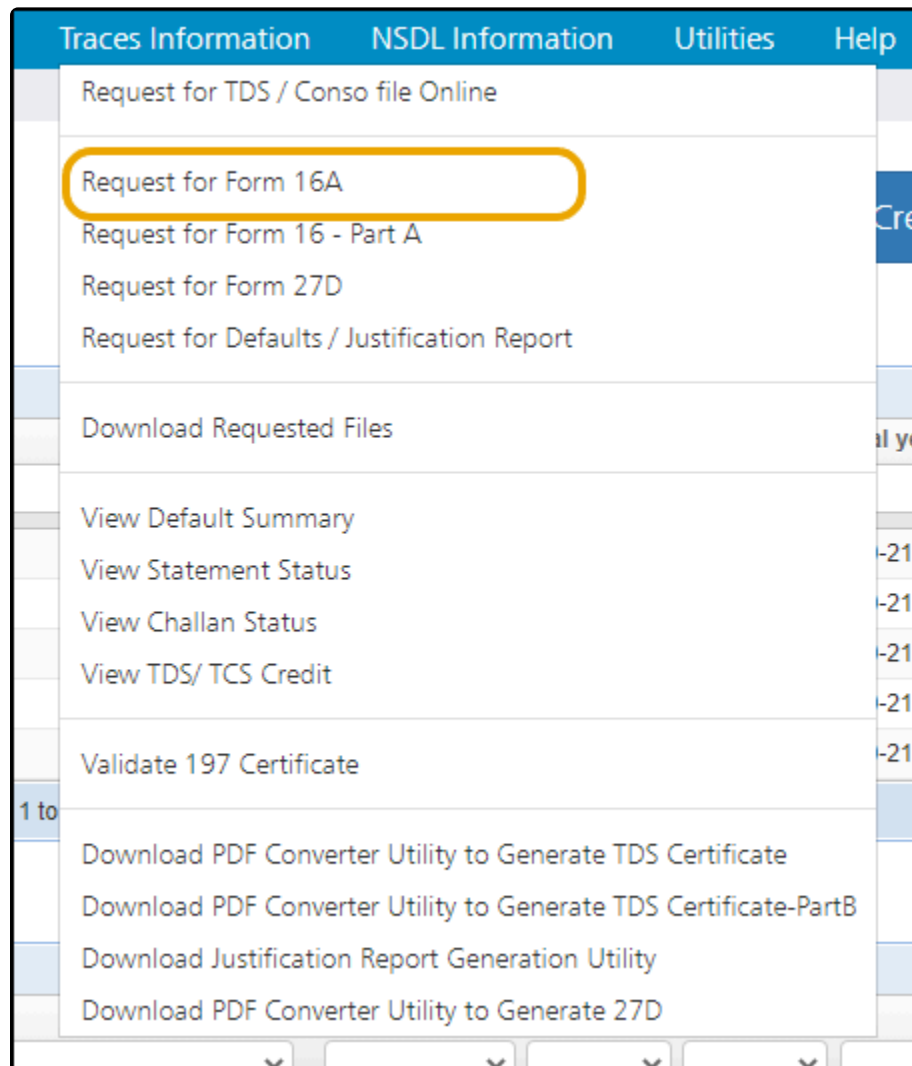 Traces Information NSDL Information Utilities Help
Request for TDS / Conso file Online
Request for Form 16A
Request for Form 16 - Part A
Request for Form 27D
Request for Defaults / Justification Report
Download Requested Files
View Default Summary
View Statement Status
View Challan Status
View TDS/ TCS Credit
Validate 197 Certificate
1 to
Download PDF Converter Utility to Generate TDS Certificate
Download PDF Converter Utility to Generate TDS Certificate-PartB
Download Justification Report Generation Utility
Download PDF Converter Utility to Generate 27D